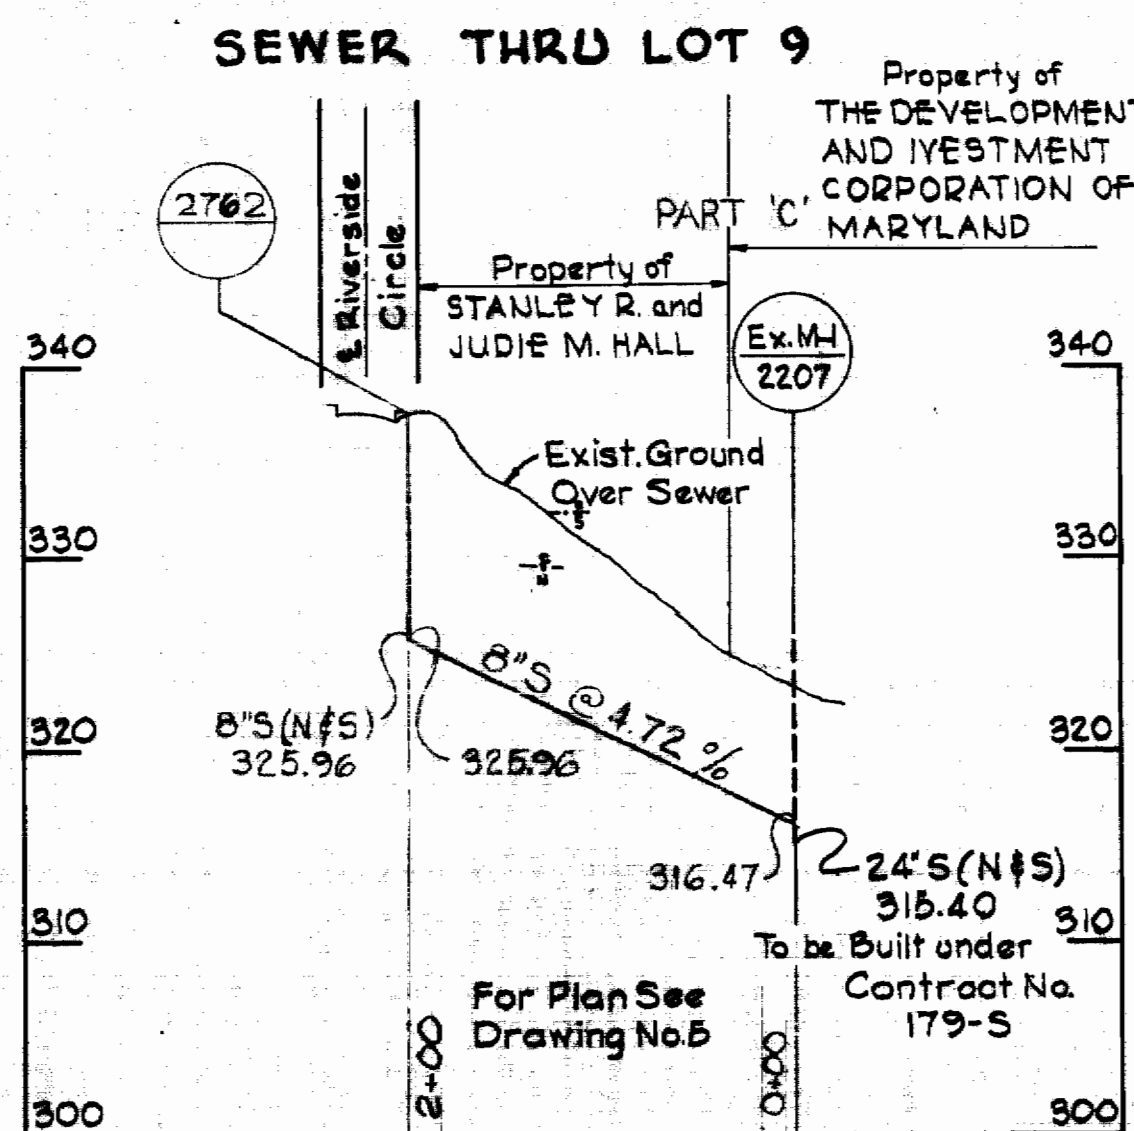 SEWER THRU LOT 9
Property of
THE DEVELOPMENT
AND IVESTMENT
CORPORATION OF
MARYLAND
PART 'C'
2762
℄ Riverside
Circle
Property of
STANLEY R. and
JUDIE M. HALL
Ex. MH
2207
340
340
Exist. Ground
Over Sewer
330
330
8"S @ 4.72 %
8"S (N & S)
325.96
325.96
320
320
316.47
24"S (N & S)
315.40
To be Built under
Contract No.
179-S
310
310
For Plan See
Drawing No. 5
2+00
0+00
300
300